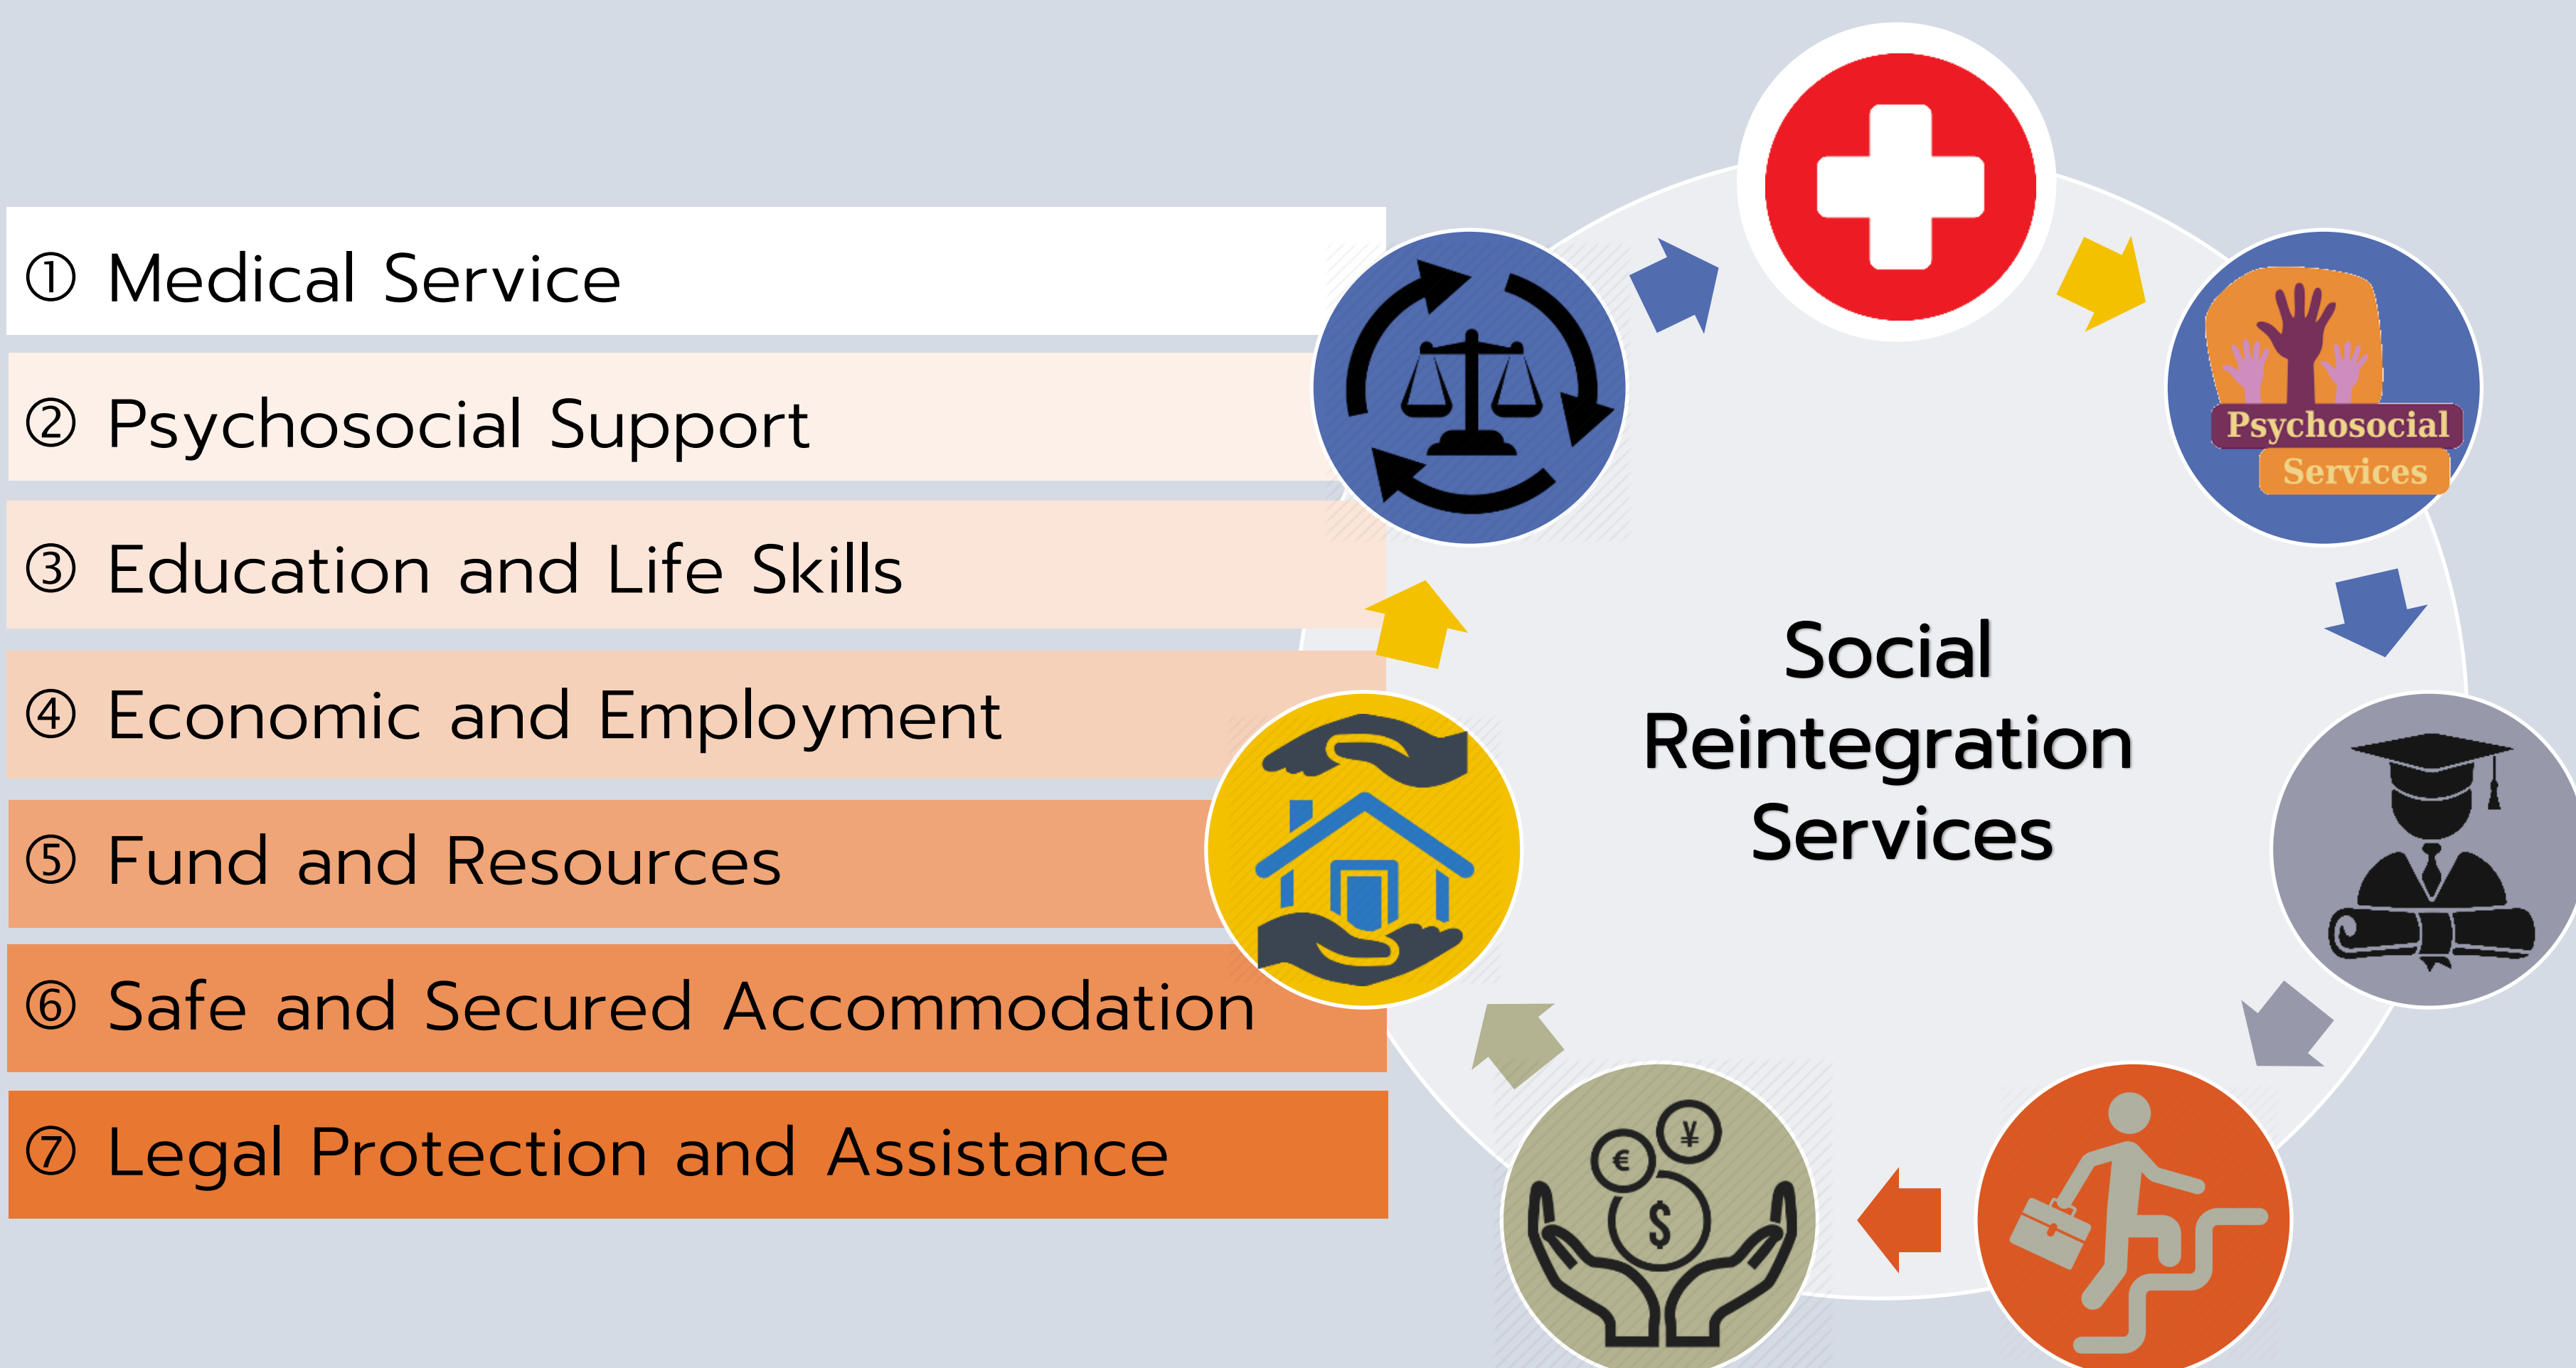 ① Medical Service
② Psychosocial Support
③ Education and Life Skills
④ Economic and Employment
⑤ Fund and Resources
⑥ Safe and Secured Accommodation
⑦ Legal Protection and Assistance
Psychosocial
Services
Social
Reintegration
Services
¥
€
$